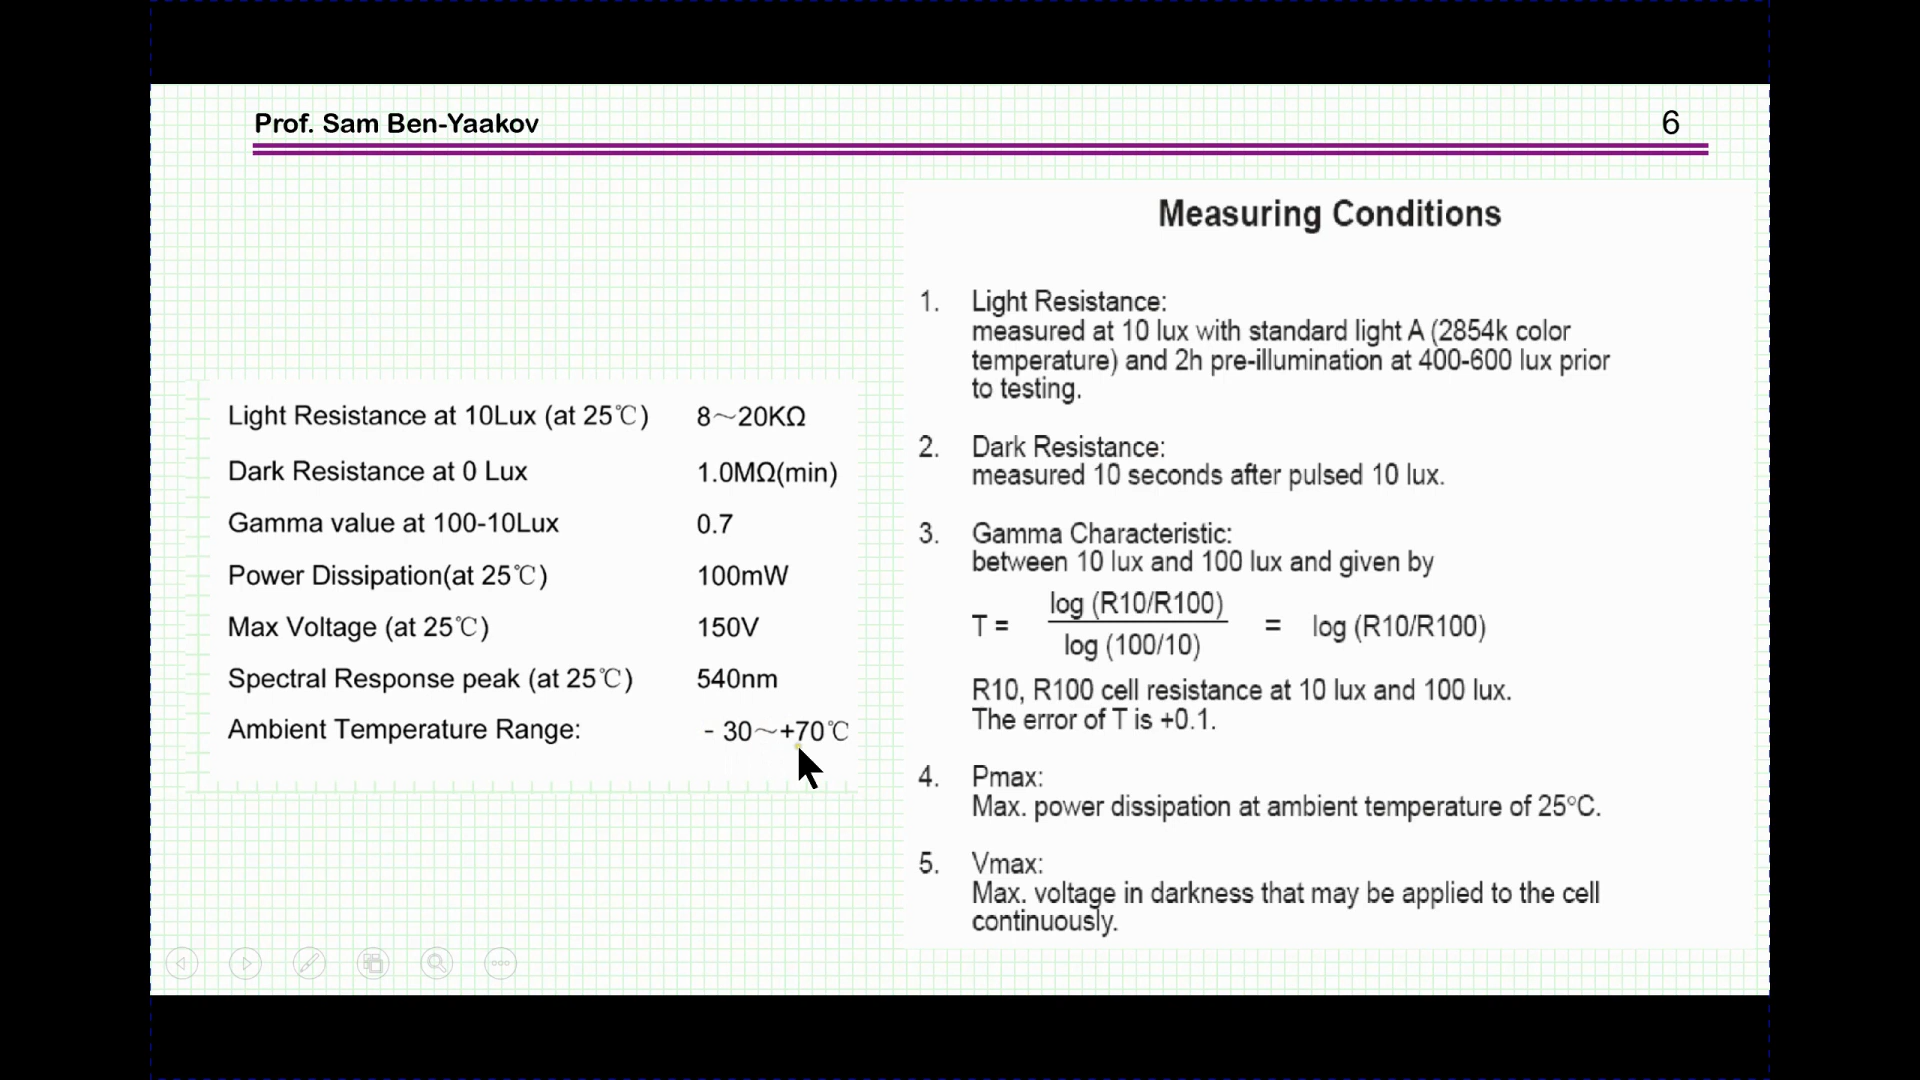 Prof. Sam Ben-Yaakov
6
Light Resistance at 10Lux (at 25℃) 8～20KΩ
Dark Resistance at 0 Lux 1.0MΩ(min)
Gamma value at 100-10Lux 0.7
Power Dissipation(at 25℃) 100mW
Max Voltage (at 25℃) 150V
Spectral Response peak (at 25℃) 540nm
Ambient Temperature Range: - 30～+70℃
Measuring Conditions
1. Light Resistance:
measured at 10 lux with standard light A (2854k color
temperature) and 2h pre-illumination at 400-600 lux prior
to testing.
2. Dark Resistance:
measured 10 seconds after pulsed 10 lux.
3. Gamma Characteristic:
between 10 lux and 100 lux and given by
log (R10/R100)
T = = log (R10/R100)
log (100/10)
R10, R100 cell resistance at 10 lux and 100 lux.
The error of T is +0.1.
4. Pmax:
Max. power dissipation at ambient temperature of 25°C.
5. Vmax:
Max. voltage in darkness that may be applied to the cell
continuously.